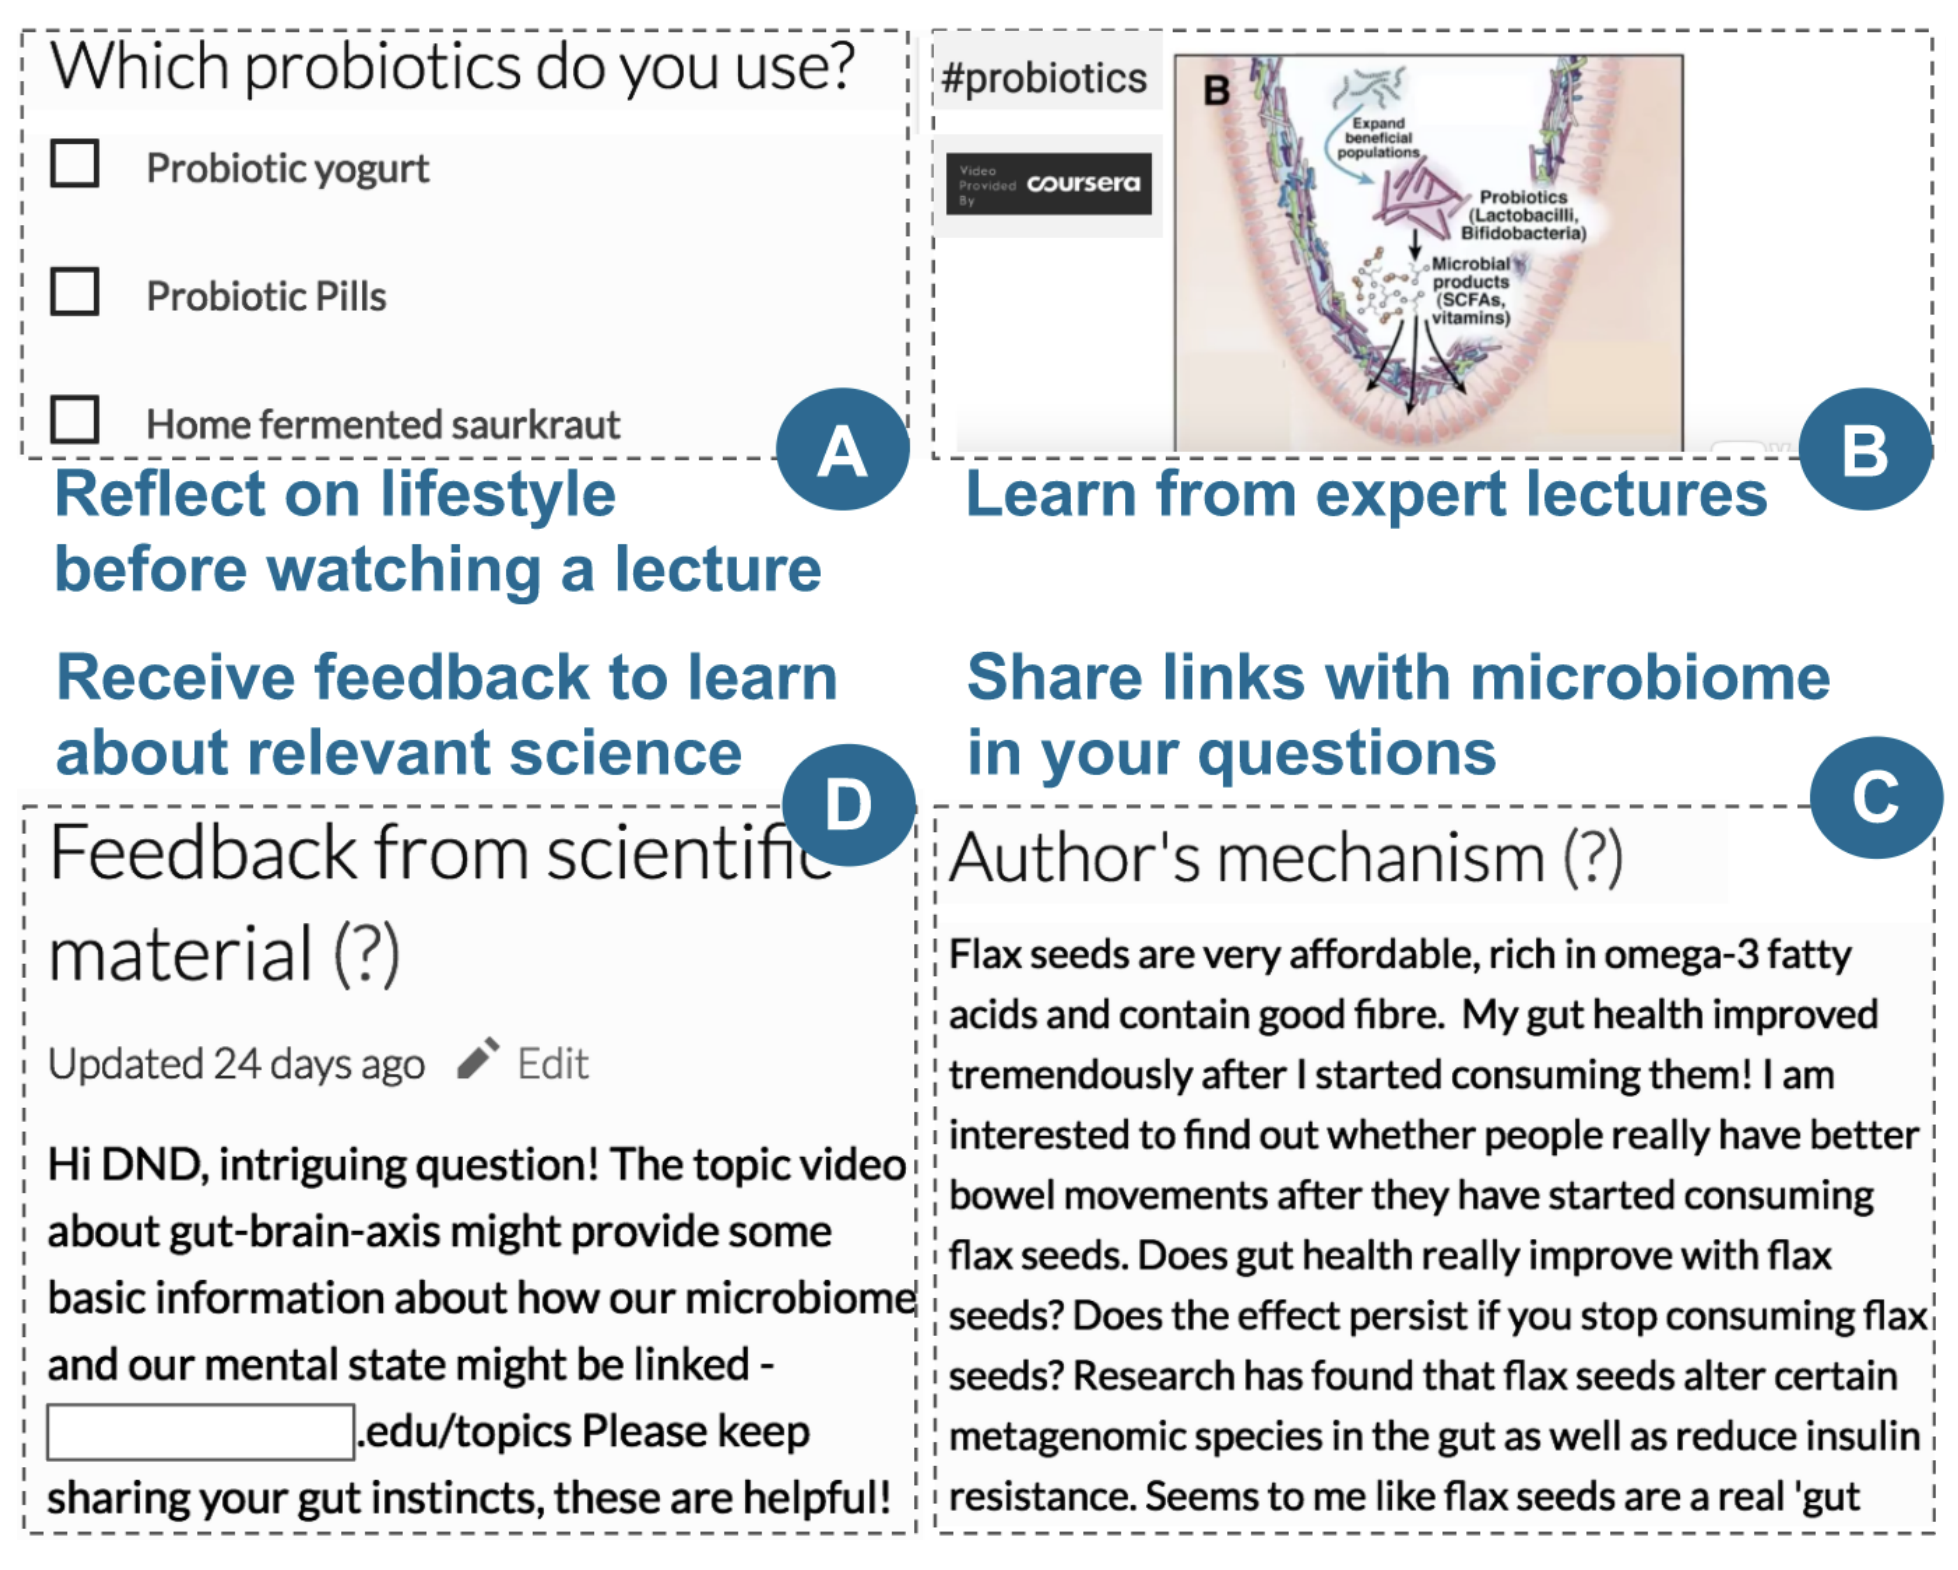 Which probiotics do you use?
Probiotic yogurt
Probiotic Pills
Home fermented saurkraut
A
Reflect on lifestyle
before watching a lecture
#probiotics
Video
Provided
By
coursera
B
Expand
beneficial
populations
Probiotics
(Lactobacilli,
Bifidobacteria)
Microbial
products
(SCFAs,
vitamins)
B
Learn from expert lectures
Receive feedback to learn
about relevant science
D
Feedback from scientific
material (?)
Updated 24 days ago Edit
Hi DND, intriguing question! The topic video
about gut-brain-axis might provide some
basic information about how our microbiome
and our mental state might be linked -
.edu/topics Please keep
sharing your gut instincts, these are helpful!
Share links with microbiome
in your questions
C
Author's mechanism (?)
Flax seeds are very affordable, rich in omega-3 fatty
acids and contain good fibre.  My gut health improved
tremendously after I started consuming them! I am
interested to find out whether people really have better
bowel movements after they have started consuming
flax seeds. Does gut health really improve with flax
seeds? Does the effect persist if you stop consuming flax
seeds? Research has found that flax seeds alter certain
metagenomic species in the gut as well as reduce insulin
resistance. Seems to me like flax seeds are a real 'gut